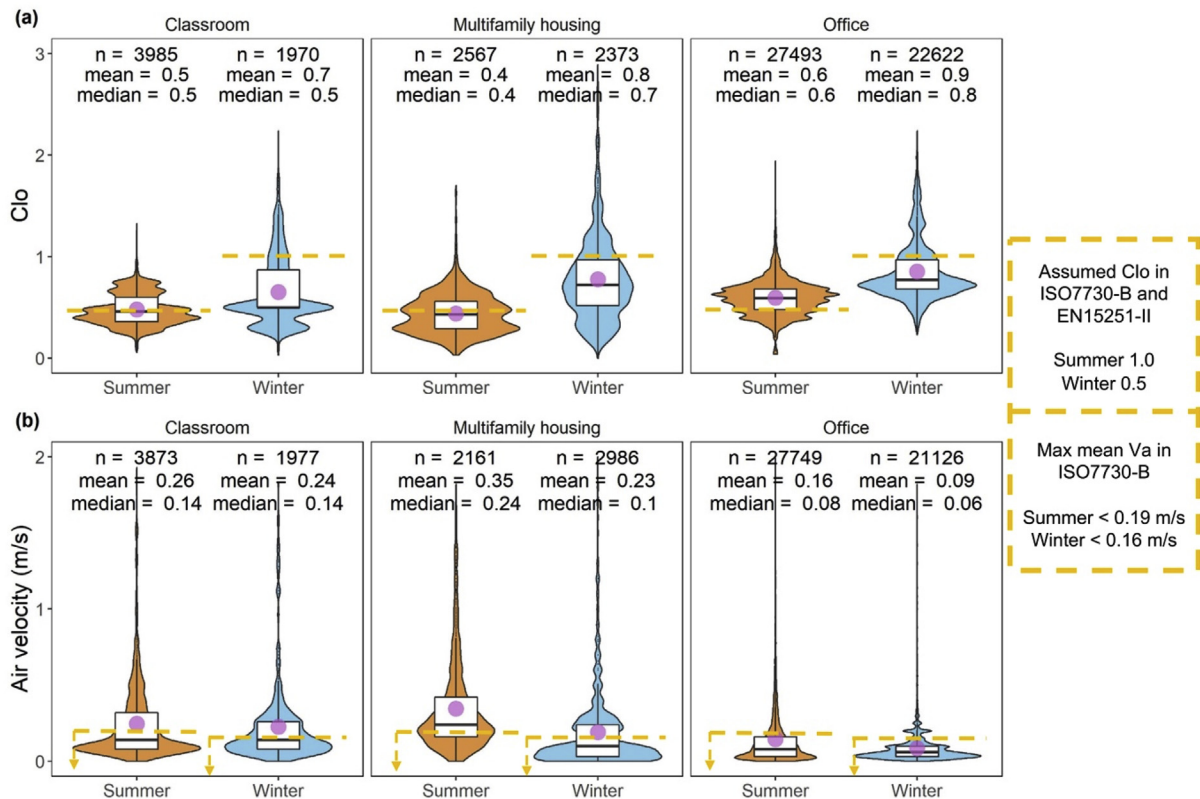 (a)
Classroom
Multifamily housing
Office
Clo
3
2
1
0
n = 3985
mean = 0.5
median = 0.5
n = 1970
mean = 0.7
median = 0.5
n = 2567
mean = 0.4
median = 0.4
n = 2373
mean = 0.8
median = 0.7
n = 27493
mean = 0.6
median = 0.6
n = 22622
mean = 0.9
median = 0.8
Summer
Winter
Summer
Winter
Summer
Winter
(b)
Classroom
Multifamily housing
Office
Air velocity (m/s)
2
1
0
n = 3873
mean = 0.26
median = 0.14
n = 1977
mean = 0.24
median = 0.14
n = 2161
mean = 0.35
median = 0.24
n = 2986
mean = 0.23
median = 0.1
n = 27749
mean = 0.16
median = 0.08
n = 21126
mean = 0.09
median = 0.06
Summer
Winter
Summer
Winter
Summer
Winter
Assumed Clo in
ISO7730-B and
EN15251-II
Summer 1.0
Winter 0.5
Max mean Va in
ISO7730-B
Summer < 0.19 m/s
Winter < 0.16 m/s